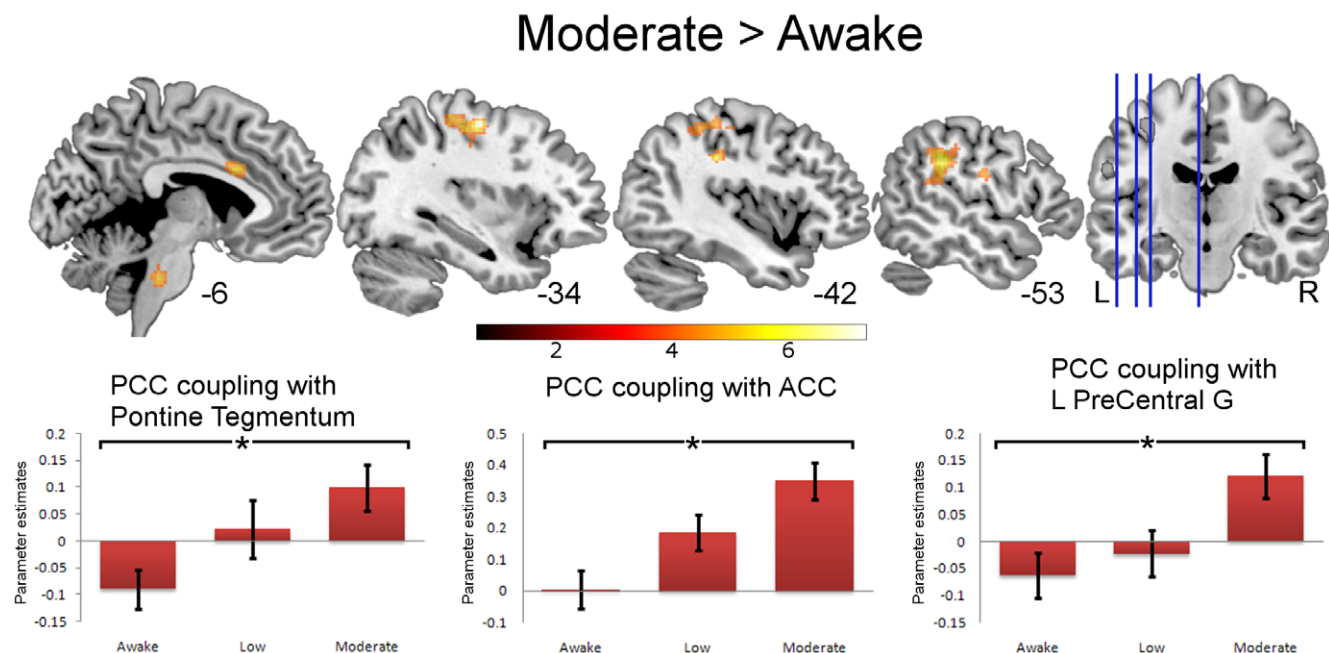 Moderate > Awake
-6
-34
-42
-53
L
R
2
4
6
PCC coupling with
Pontine Tegmentum
*
Parameter estimates
0.2
0.15
0.1
0.05
0
-0.05
-0.1
-0.15
Awake
Low
Moderate
PCC coupling with ACC
*
Parameter estimates
0.5
0.4
0.3
0.2
0.1
0
-0.1
Awake
Low
Moderate
PCC coupling with
L PreCentral G
*
Parameter estimates
0.2
0.15
0.1
0.05
0
-0.05
-0.1
-0.15
Awake
Low
Moderate